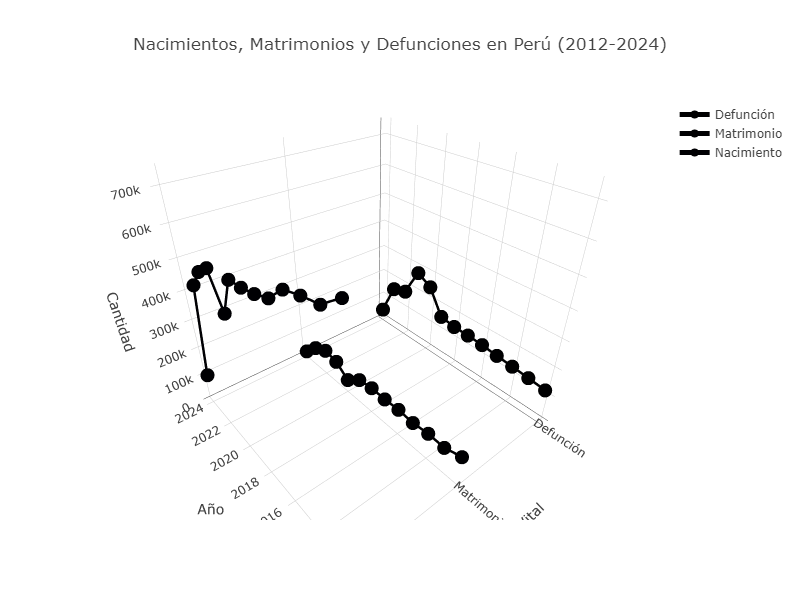 Nacimientos, Matrimonios y Defunciones en Perú (2012-2024)
Defunción
Matrimonio
Nacimiento
700k
600k
500k
400k
300k
200k
100k
0
Cantidad
2024
2022
2020
2018
Año
Defunción